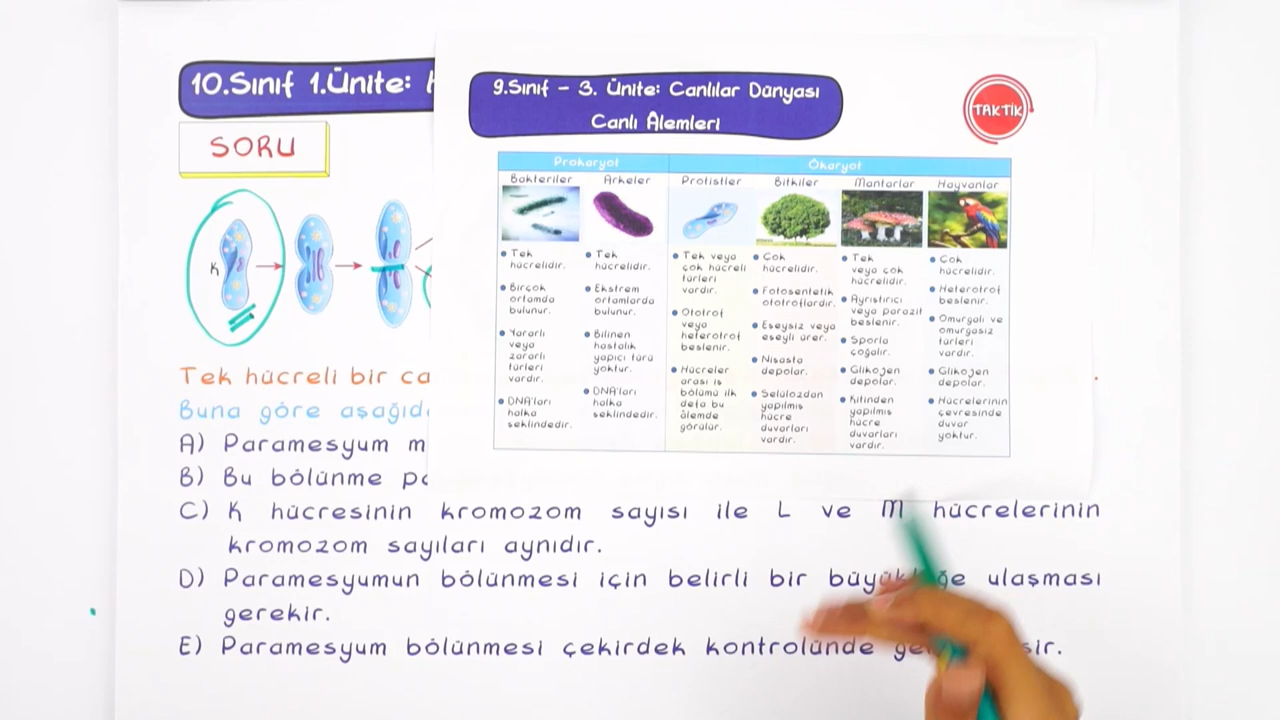 10.Sınıf 1.Ünite:
SORU
K
Tek hücreli bir ca
Buna göre aşağıd
A) Paramesyum m
B) Bu bölünme pa
C) K hücresinin kromozom sayısı ile L ve M hücrelerinin
kromozom sayıları aynıdır.
D) Paramesyumun bölünmesi için belirli bir ulaşması
gerekir.
E) Paramesyum bölünmesi çekirdek kontrolünde
9.Sınıf - 3. Ünite: Canlılar Dünyası
Canlı Âlemleri
TAKTİK
Prokaryot
Ökaryot
Bakteriler
Arkeler
Protistler
Bitkiler
Mantarlar
Hayvanlar
Tek
hücrelidir.
Birçok
ortamda
bulunur.
Yararlı
veya
zararlı
türleri
vardır.
DNA'ları
halka
şeklindedir.
Tek
hücrelidir.
Ekstrem
ortamlarda
bulunur.
Bilinen
hastalık
yapıcı türü
yoktur.
DNA'ları
halka
şeklindedir.
Tek veya
çok hücreli
türleri
vardır.
Ototrof
veya
heterotrof
beslenir.
Hücreler
arası iş
bölümü ilk
defa bu
âlemde
görülür.
Çok
hücrelidir.
Fotosentetik
ototroflardır.
Eşeysiz veya
eşeyli ürer.
Nişasta
depolar.
Selülozdan
yapılmış
hücre
duvarları
vardır.
Tek
veya çok
hücrelidir.
Ayrıştırıcı
veya parazit
beslenir.
Sporla
çoğalır.
Glikojen
depolar.
Kitinden
yapılmış
hücre
duvarları
vardır.
Çok
hücrelidir.
Heterotrof
beslenir.
Omurgalı ve
omurgasız
türleri
vardır.
Glikojen
depolar.
Hücrelerinin
çevresinde
duvar
yoktur.